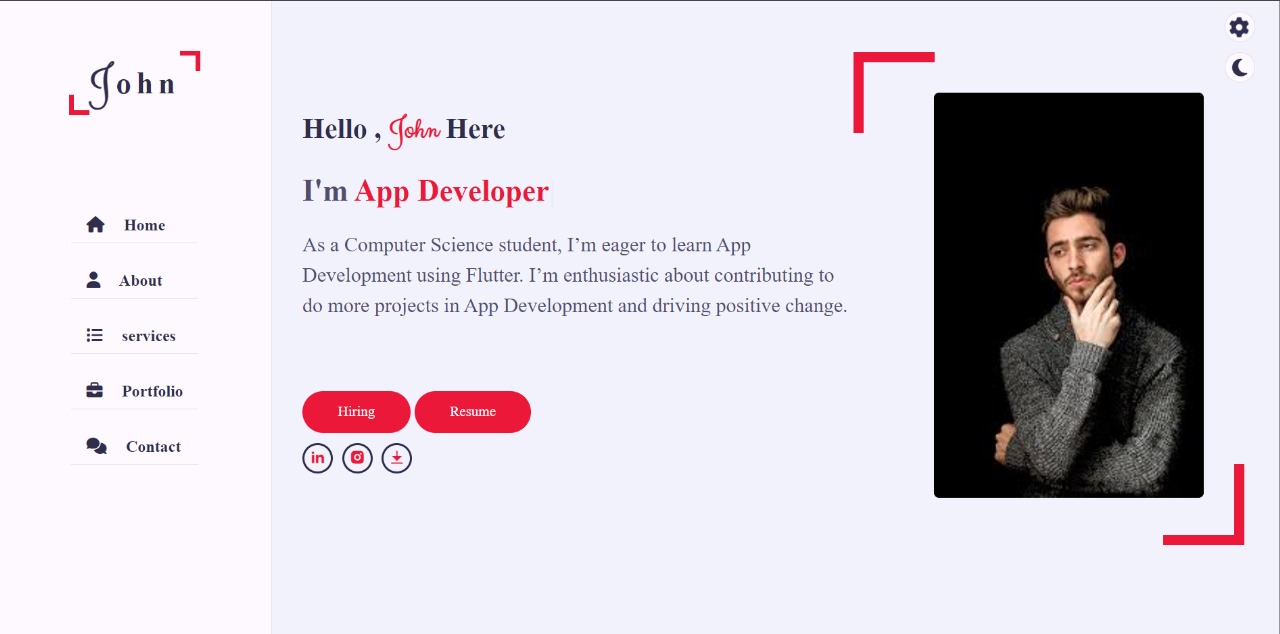 John
Home
About
services
Portfolio
Contact
Hello , John Here
I'm App Developer
As a Computer Science student, I’m eager to learn App
Development using Flutter. I’m enthusiastic about contributing to
do more projects in App Development and driving positive change.
Hiring
Resume
in